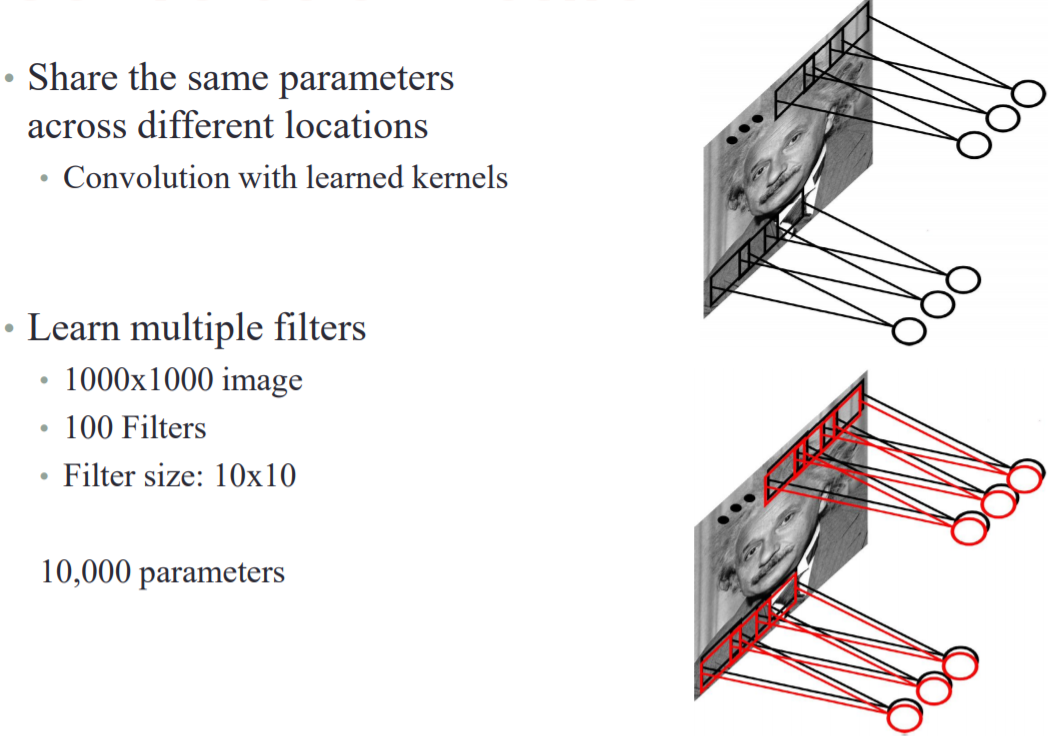 • Share the same parameters
across different locations
• Convolution with learned kernels
• Learn multiple filters
• 1000x1000 image
• 100 Filters
• Filter size: 10x10
10,000 parameters